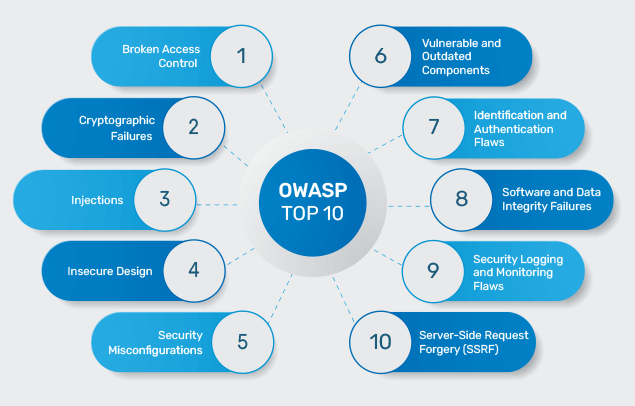 OWASP
TOP 10
1
Broken Access
Control
2
Cryptographic
Failures
3
Injections
4
Insecure Design
5
Security
Misconfigurations
6
Vulnerable and
Outdated
Components
7
Identification and
Authentication
Flaws
8
Software and Data
Integrity Failures
9
Security Logging
and Monitoring
Flaws
10
Server-Side Request
Forgery (SSRF)